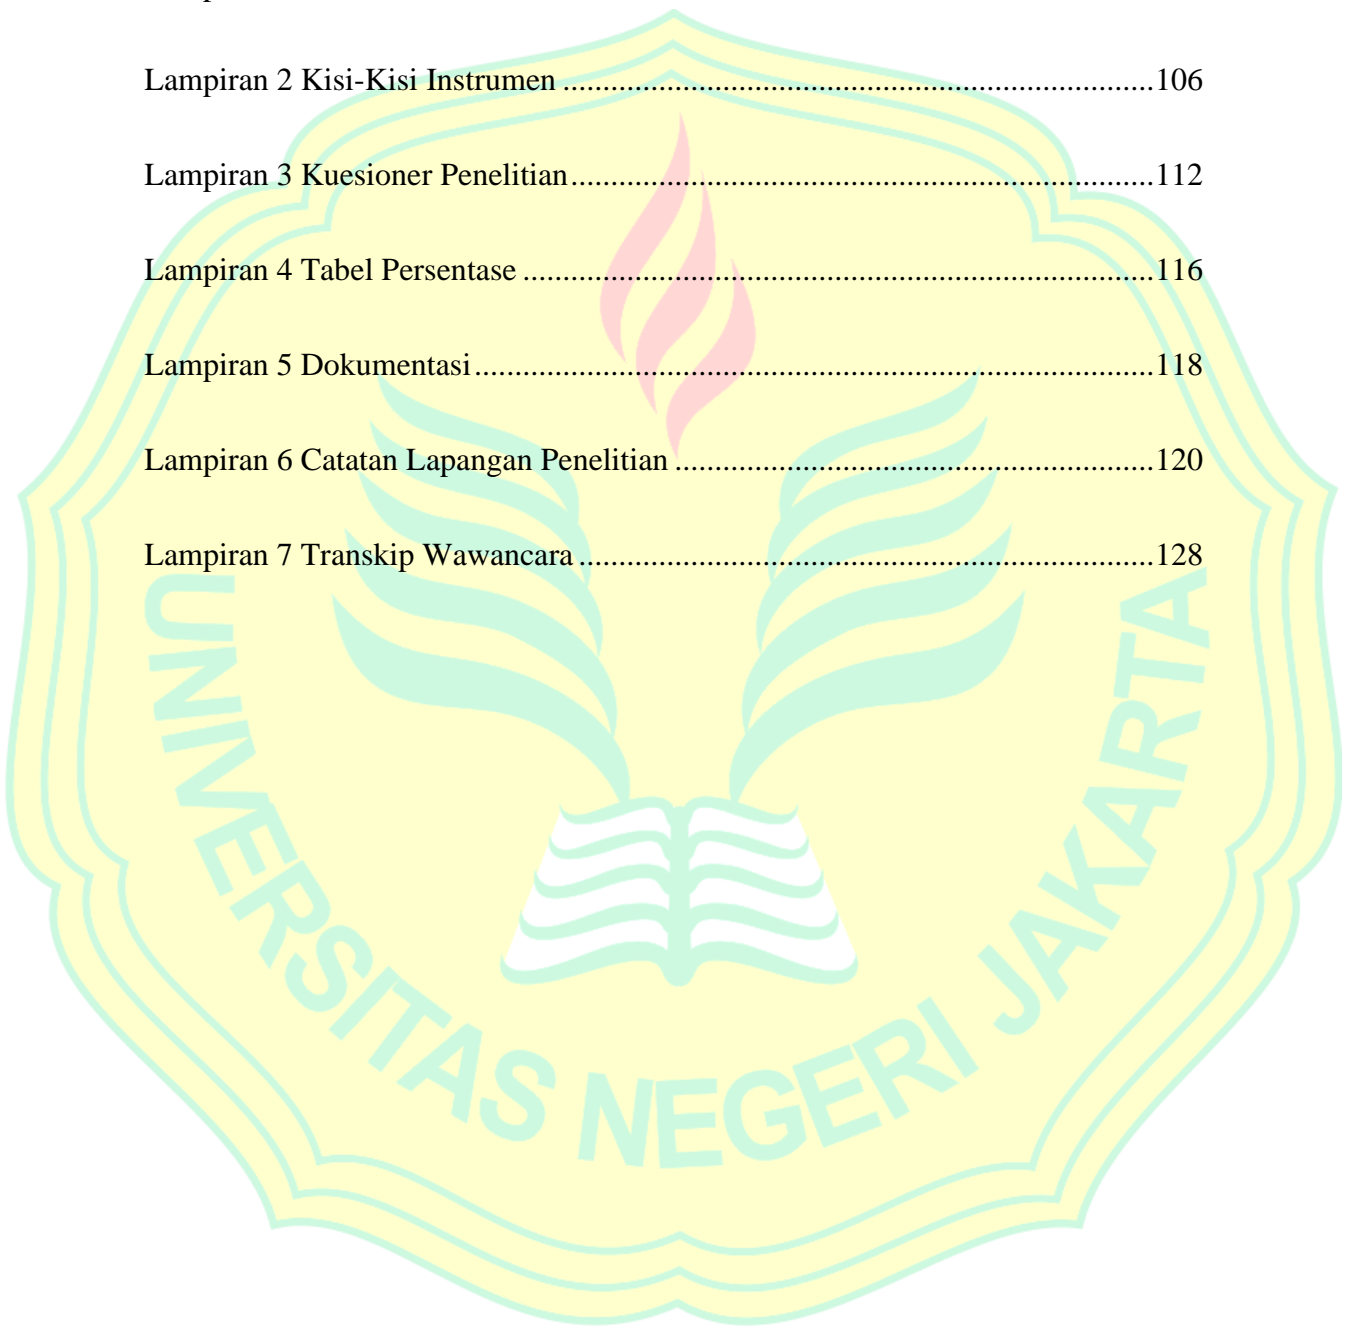 Lampiran 2 Kisi-Kisi Instrumen ........................................................................106
Lampiran 3 Kuesioner Penelitian........................................................................112
Lampiran 4 Tabel Persentase .............................................................................116
Lampiran 5 Dokumentasi...................................................................................118
Lampiran 6 Catatan Lapangan Penelitian ...........................................................120
Lampiran 7 Transkip Wawancara ......................................................................128
UNIVERSITAS NEGERI JAKARTA